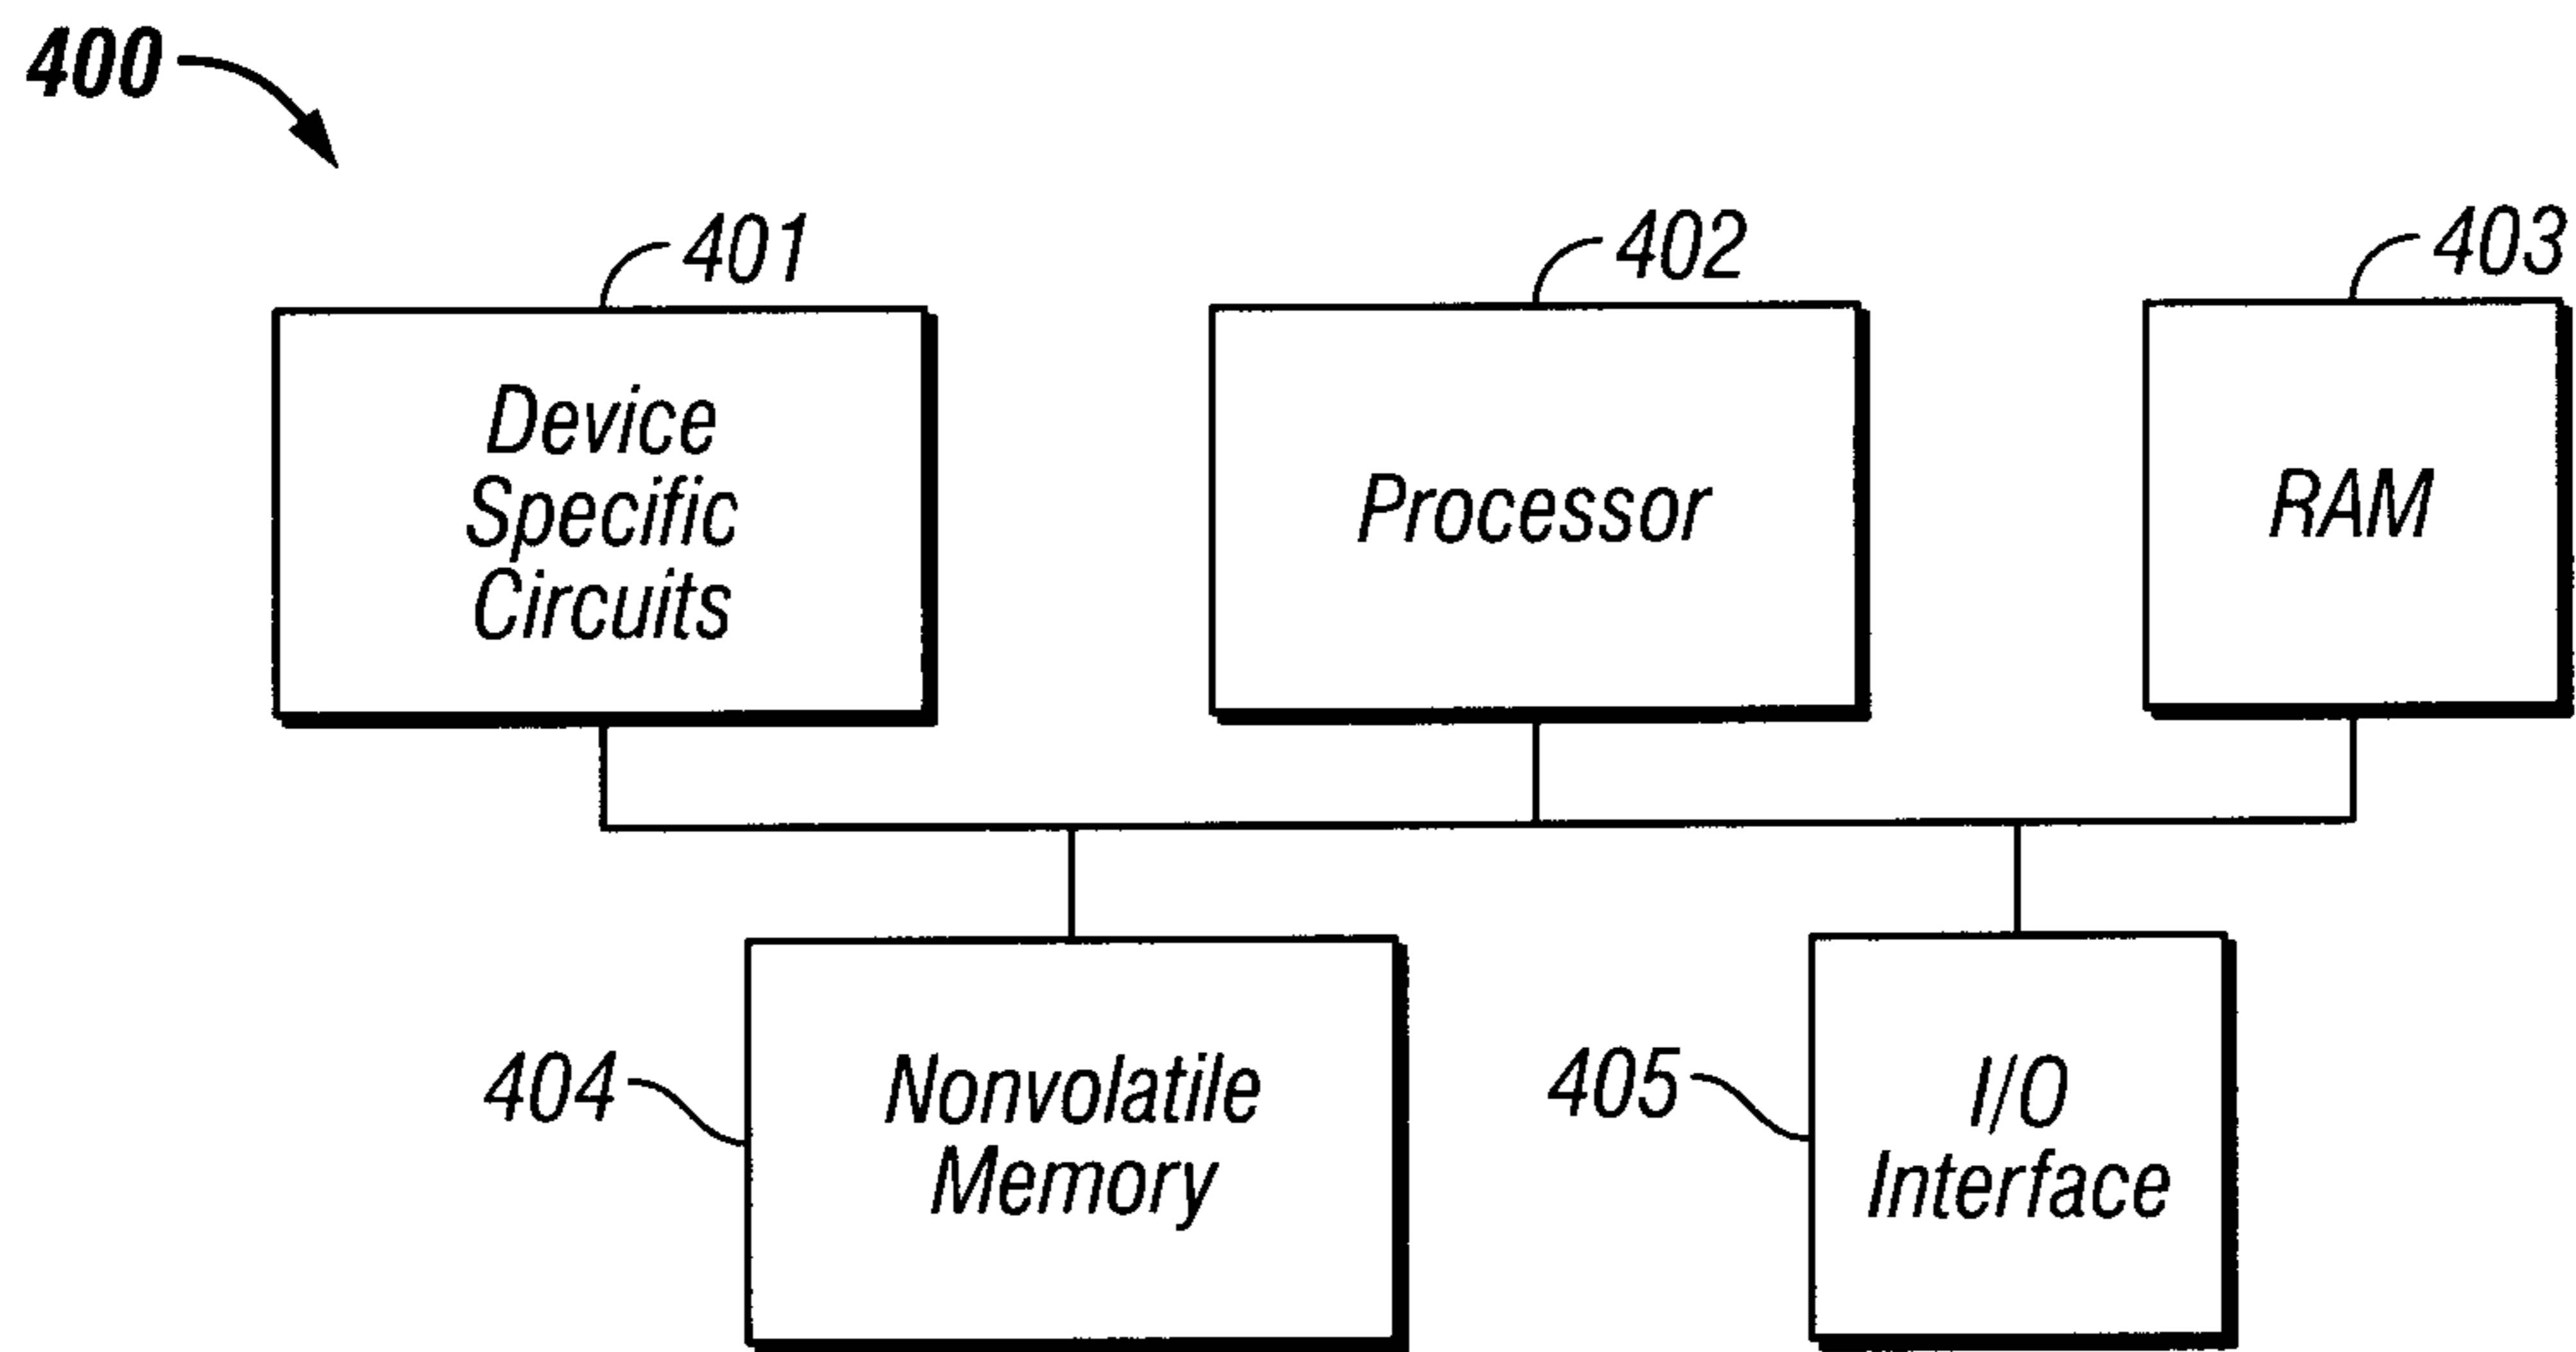 400
401
402
403
Device
Specific
Circuits
Processor
RAM
404
Nonvolatile
Memory
405
I/O
Interface